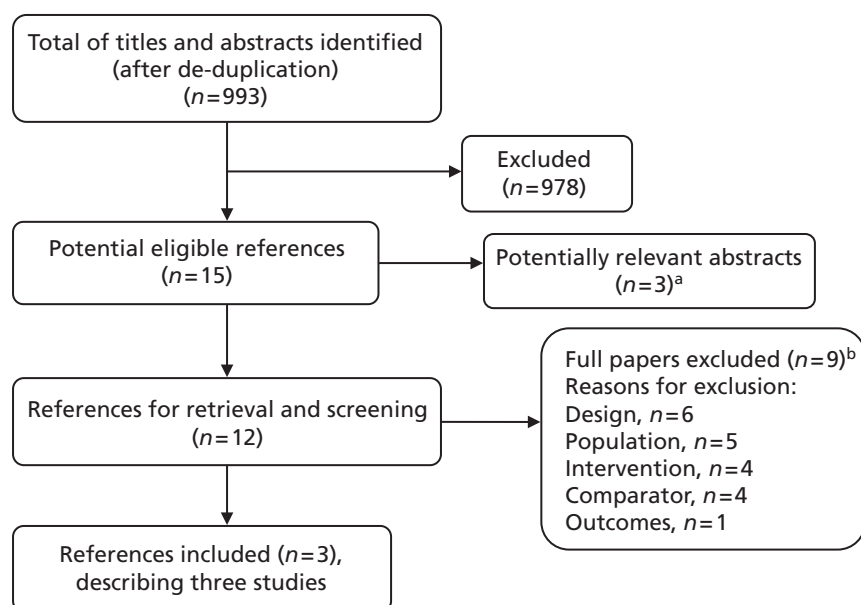 Total of titles and abstracts identified
(after de-duplication)
(n=993)
Excluded
(n=978)
Potential eligible references
(n=15)
Potentially relevant abstracts
(n=3)a
References for retrieval and screening
(n=12)
Full papers excluded (n=9)b
Reasons for exclusion:
Design, n=6
Population, n=5
Intervention, n=4
Comparator, n=4
Outcomes, n=1
References included (n=3),
describing three studies